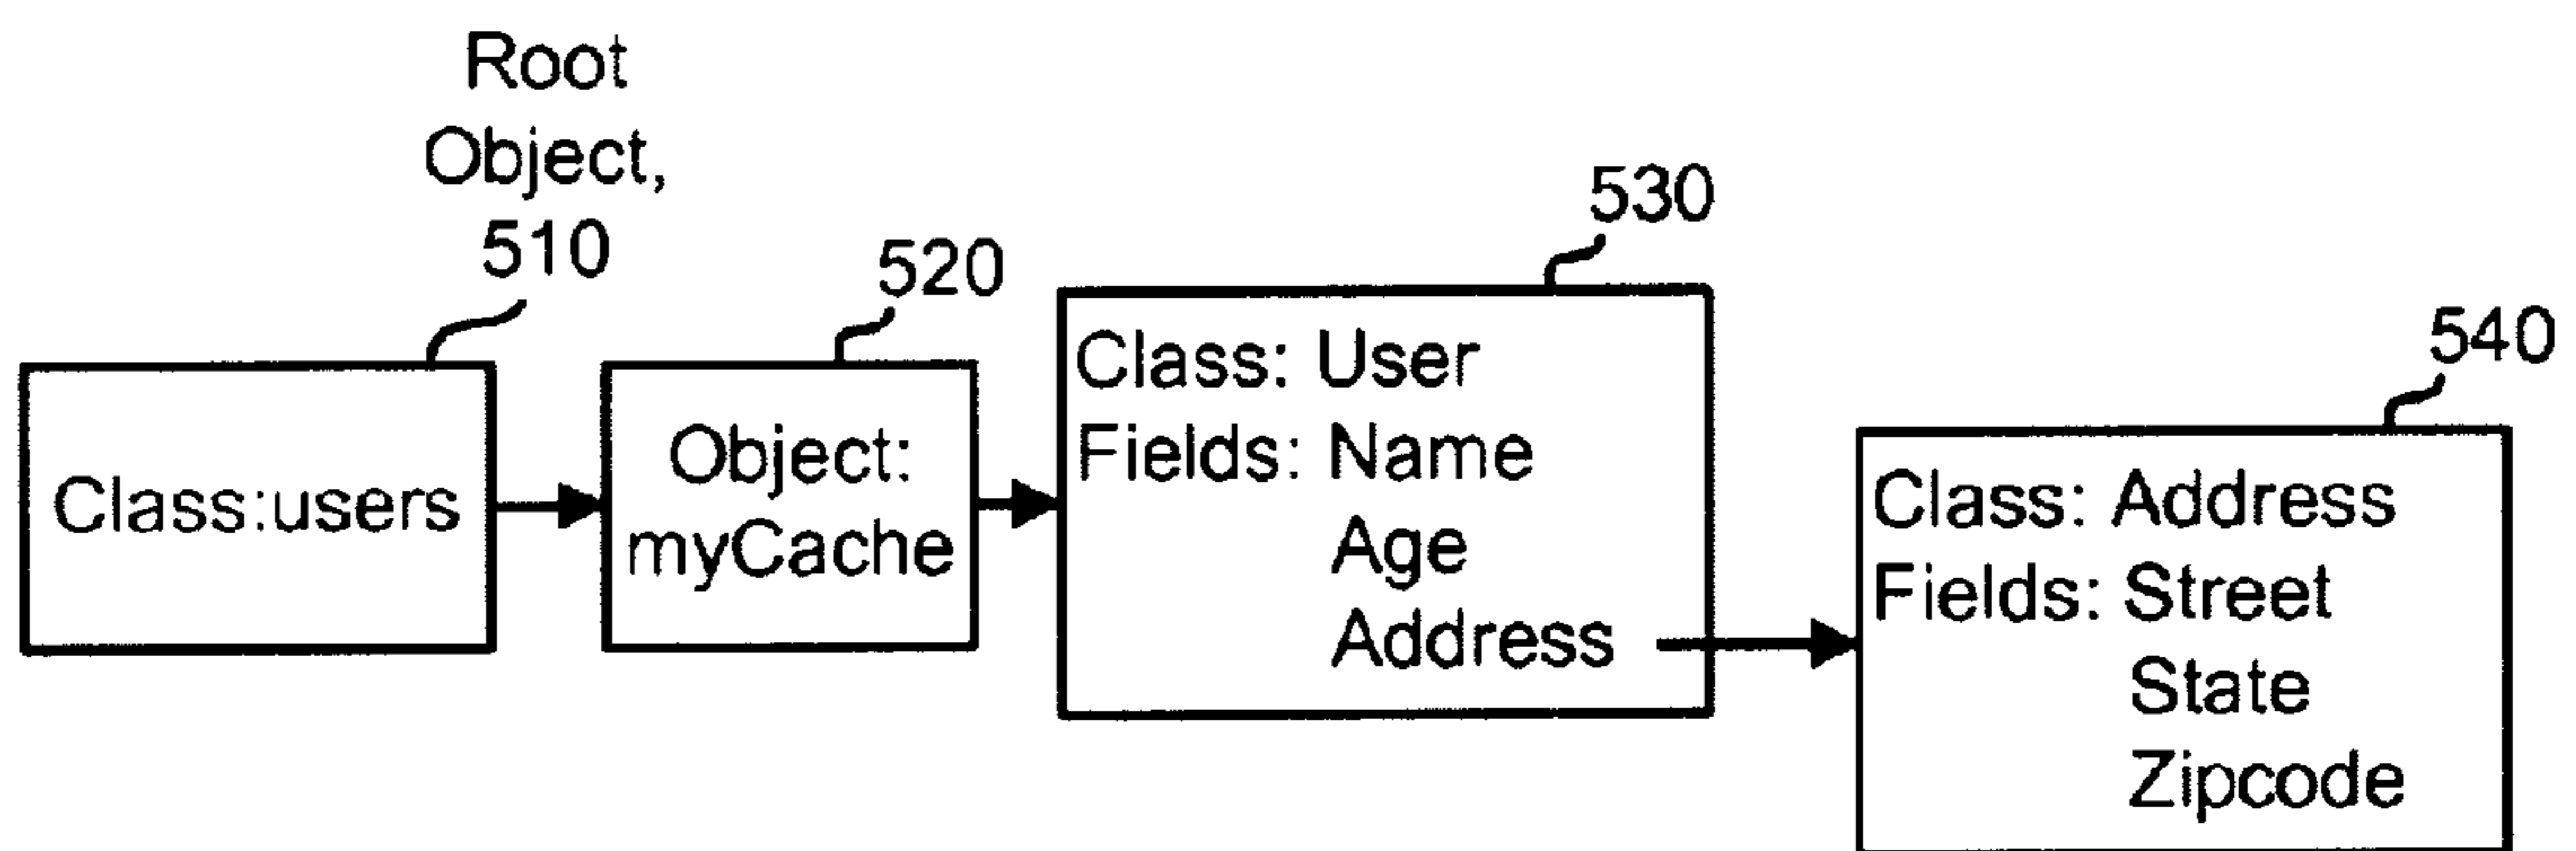 Root
Object,
510
Class:users
520
Object:
myCache
530
Class: User
Fields: Name
Age
Address
540
Class: Address
Fields: Street
State
Zipcode